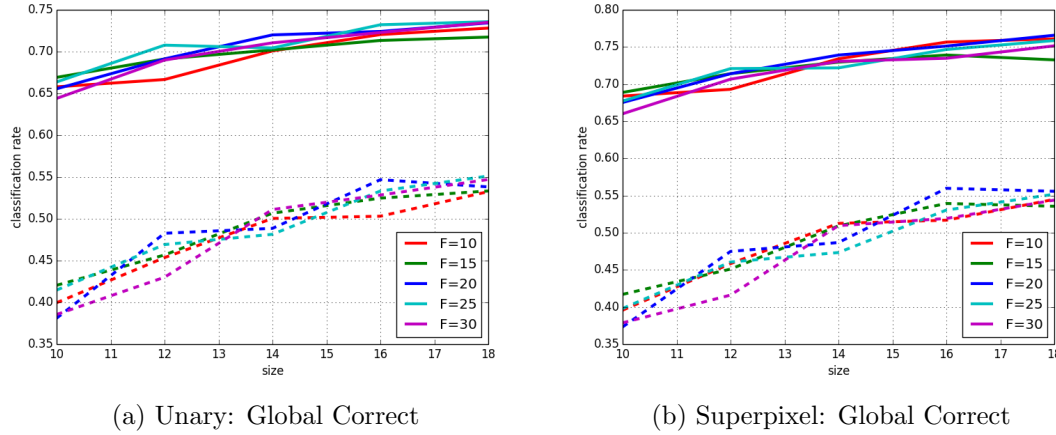 0.75
0.70
0.65
0.60
0.55
0.50
0.45
0.40
0.35
classification rate
10 11 12 13 14 15 16 17 18
size
F=10
F=15
F=20
F=25
F=30
(a) Unary: Global Correct
0.80
0.75
0.70
0.65
0.60
0.55
0.50
0.45
0.40
0.35
classification rate
10 11 12 13 14 15 16 17 18
size
F=10
F=15
F=20
F=25
F=30
(b) Superpixel: Global Correct